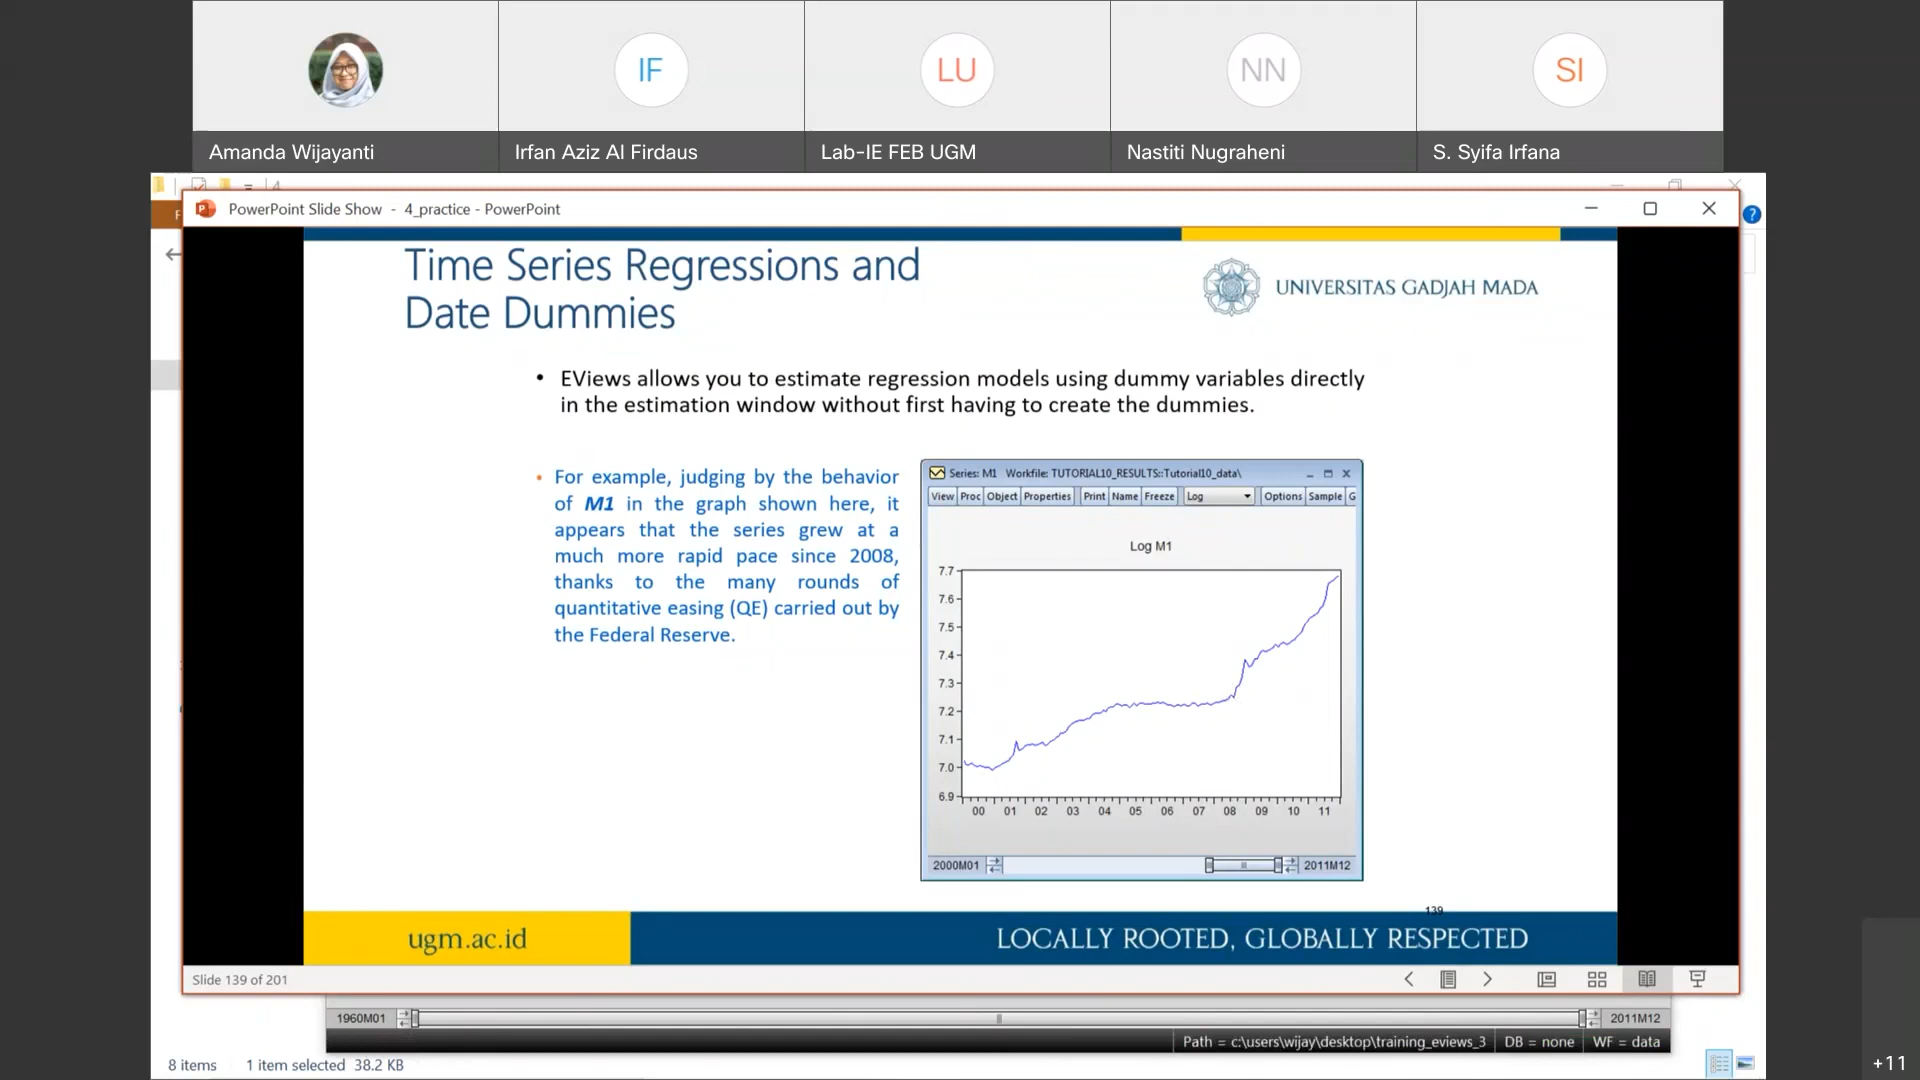 IF
LU
NN
SI
Amanda Wijayanti
Irfan Aziz Al Firdaus
Lab-IE FEB UGM
Nastiti Nugraheni
S. Syifa Irfana
PowerPoint Slide Show - 4_practice - PowerPoint
Time Series Regressions and
Date Dummies
UNIVERSITAS GADJAH MADA
• EViews allows you to estimate regression models using dummy variables directly
in the estimation window without first having to create the dummies.
• For example, judging by the behavior
of M1 in the graph shown here, it
appears that the series grew at a
much more rapid pace since 2008,
thanks to the many rounds of
quantitative easing (QE) carried out by
the Federal Reserve.
Series: M1 Workfile: TUTORIAL10_RESULTS::Tutorial10_data\
View Proc Object Properties Print Name Freeze Log Options Sample G
Log M1
7.7
7.6
7.5
7.4
7.3
7.2
7.1
7.0
6.9
00 01 02 03 04 05 06 07 08 09 10 11
2000M01 2011M12
139
ugm.ac.id
LOCALLY ROOTED, GLOBALLY RESPECTED
Slide 139 of 201
1960M01 2011M12
Path = c:\users\wijay\desktop\training_eviews_3 DB = none WF = data
8 items 1 item selected 38.2 KB
+11